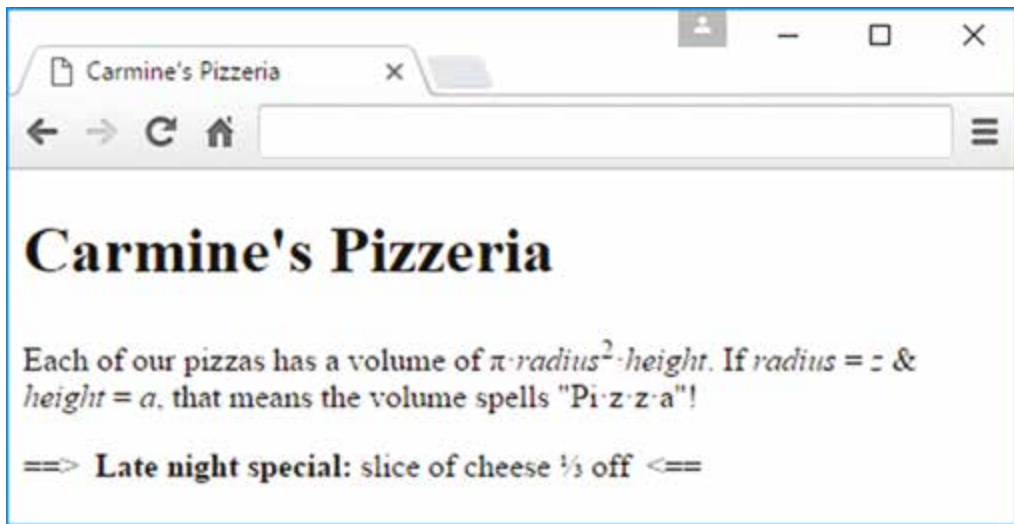 Carmine's Pizzeria
Carmine's Pizzeria
Each of our pizzas has a volume of π·radius²·height. If radius = z &
height = a, that means the volume spells "Pi·z·z·a"!
==> Late night special: slice of cheese ⅓ off <==